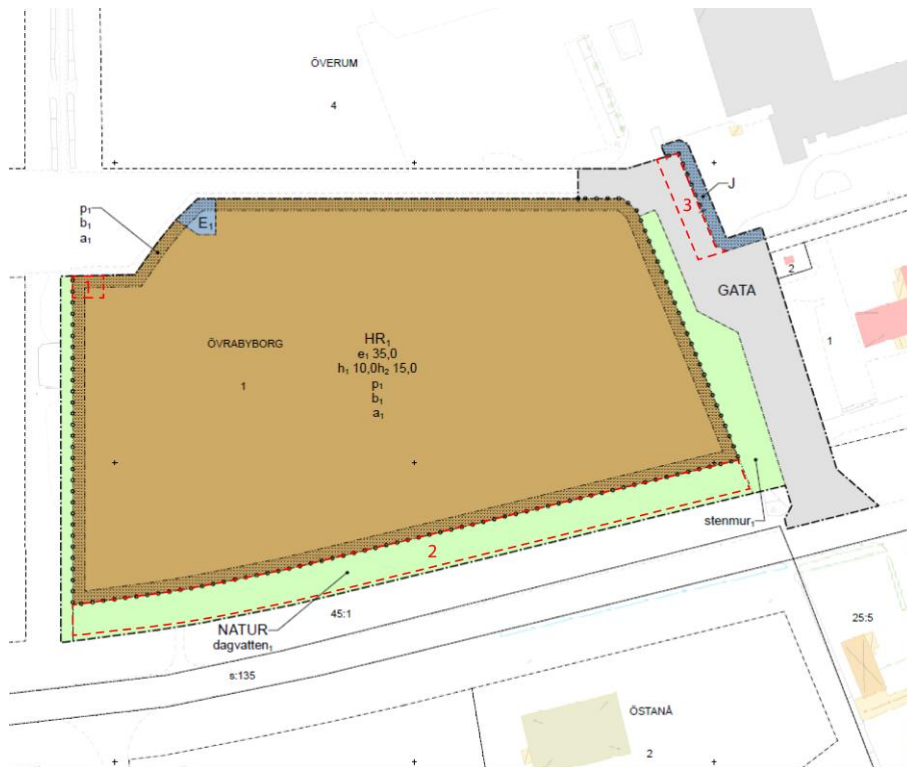 ÖVERUM
4
p₁
b₁
a₁
E₁
J
3
2
GATA
1
1
ÖVRABYBORG
1
HR₁
e₁ 35,0
h₁ 10,0h₂ 15,0
p₁
b₁
a₁
stenmur₁
2
NATUR
dagvatten₁
45:1
25:5
s:135
ÖSTANÅ
2